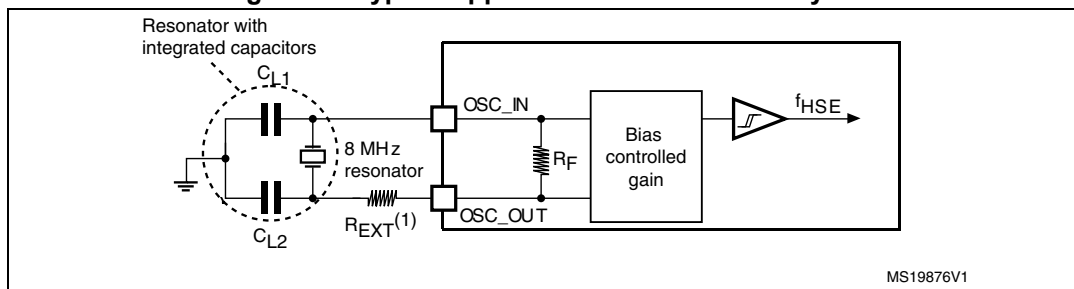 Resonator with
integrated capacitors
CL1
OSC_IN
fHSE
8 MHz
resonator
RF
Bias
controlled
gain
REXT(1)
OSC_OUT
CL2
MS19876V1